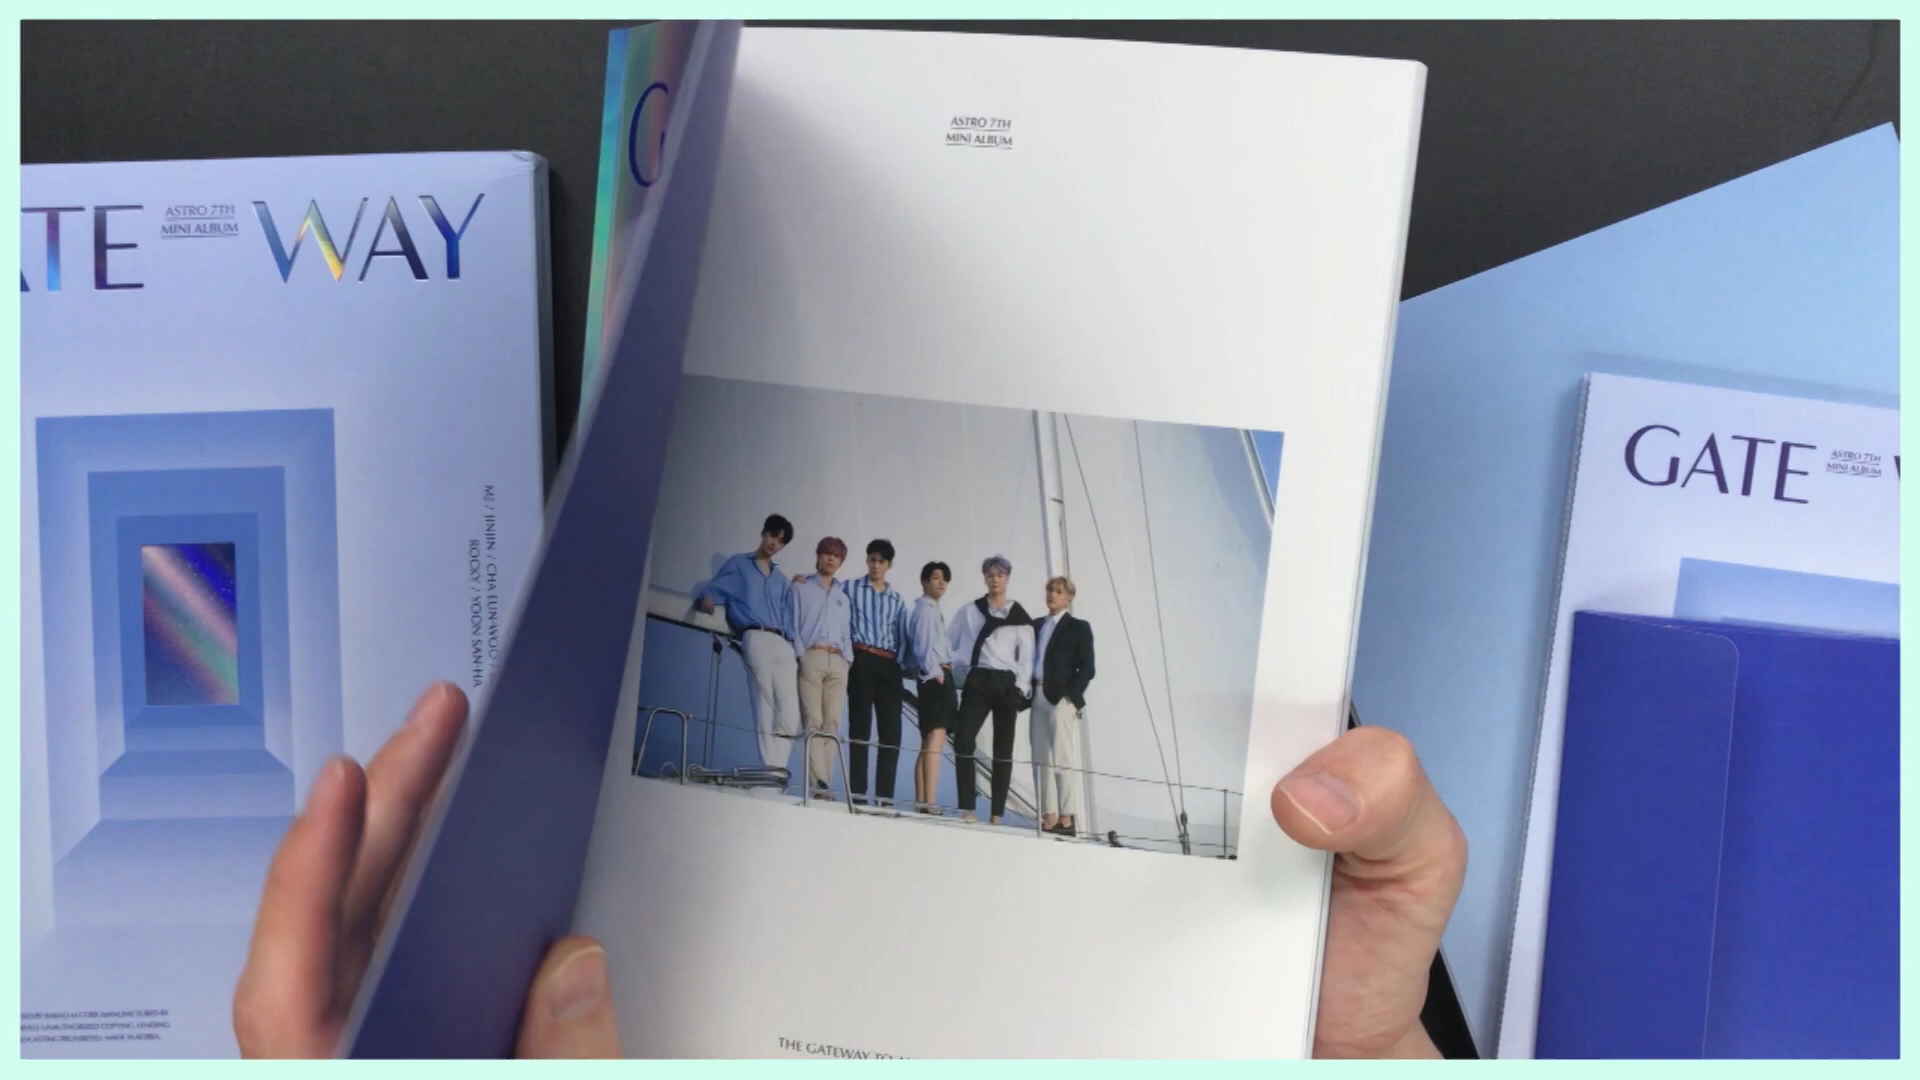 TE ASTRO 7TH WAY
MINI ALBUM
MJ / JINJIN / CHA EUN-WOO /
ROCKY / YOON SAN-HA
G
ASTRO 7TH
MINI ALBUM
THE GATEWAY TO
GATE ASTRO 7TH
MINI ALBUM